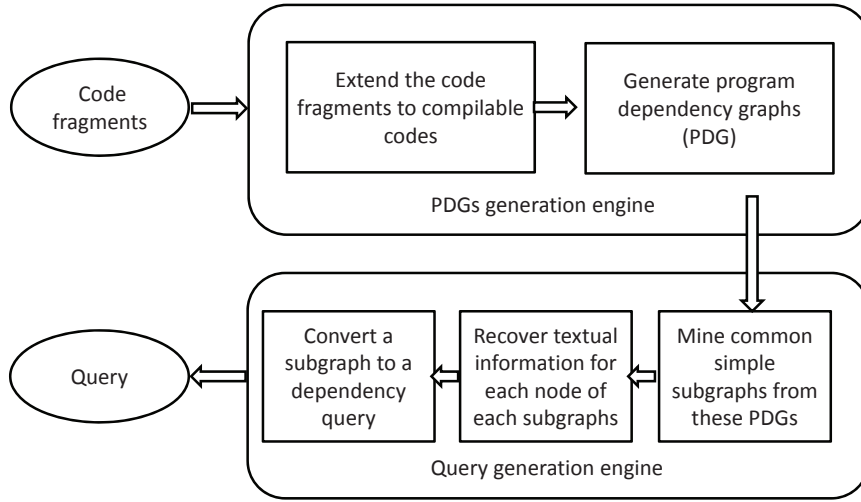 Code
fragments
Extend the code
fragments to compilable
codes
Generate program
dependency graphs
(PDG)
PDGs generation engine
Mine common
simple
subgraphs from
these PDGs
Recover textual
information for
each node of
each subgraphs
Convert a
subgraph to a
dependency
query
Query
Query generation engine